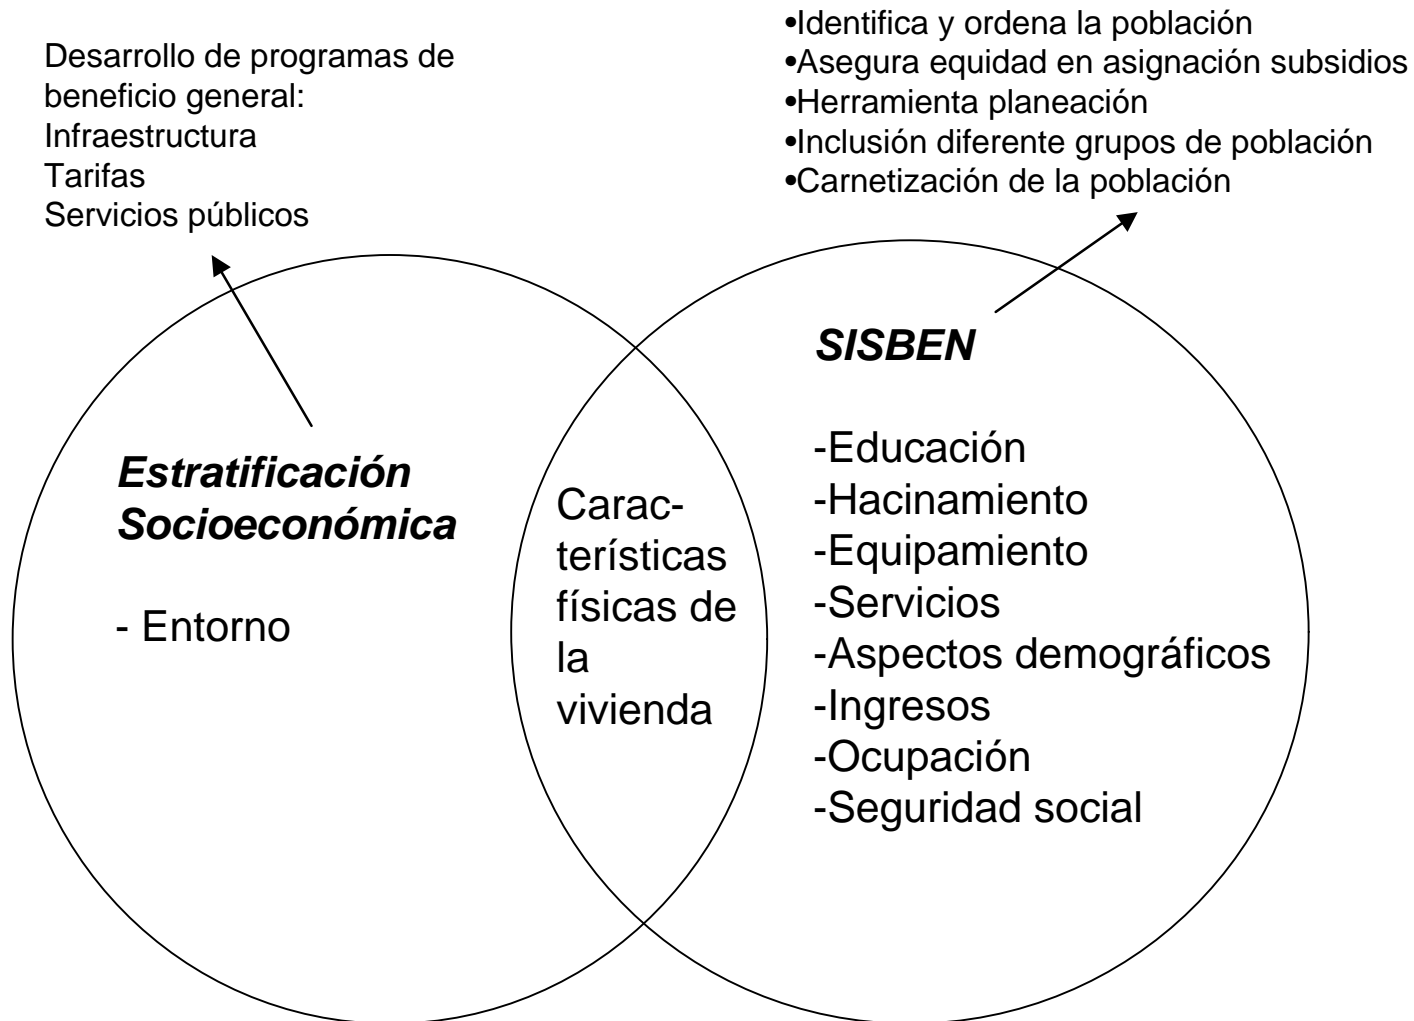 Desarrollo de programas de
beneficio general:
Infraestructura
Tarifas
Servicios públicos
•Identifica y ordena la población
•Asegura equidad en asignación subsidios
•Herramienta planeación
•Inclusión diferente grupos de población
•Carnetización de la población
Estratificación
Socioeconómica
- Entorno
Carac-
terísticas
físicas de
la
vivienda
SISBEN
-Educación
-Hacinamiento
-Equipamiento
-Servicios
-Aspectos demográficos
-Ingresos
-Ocupación
-Seguridad social